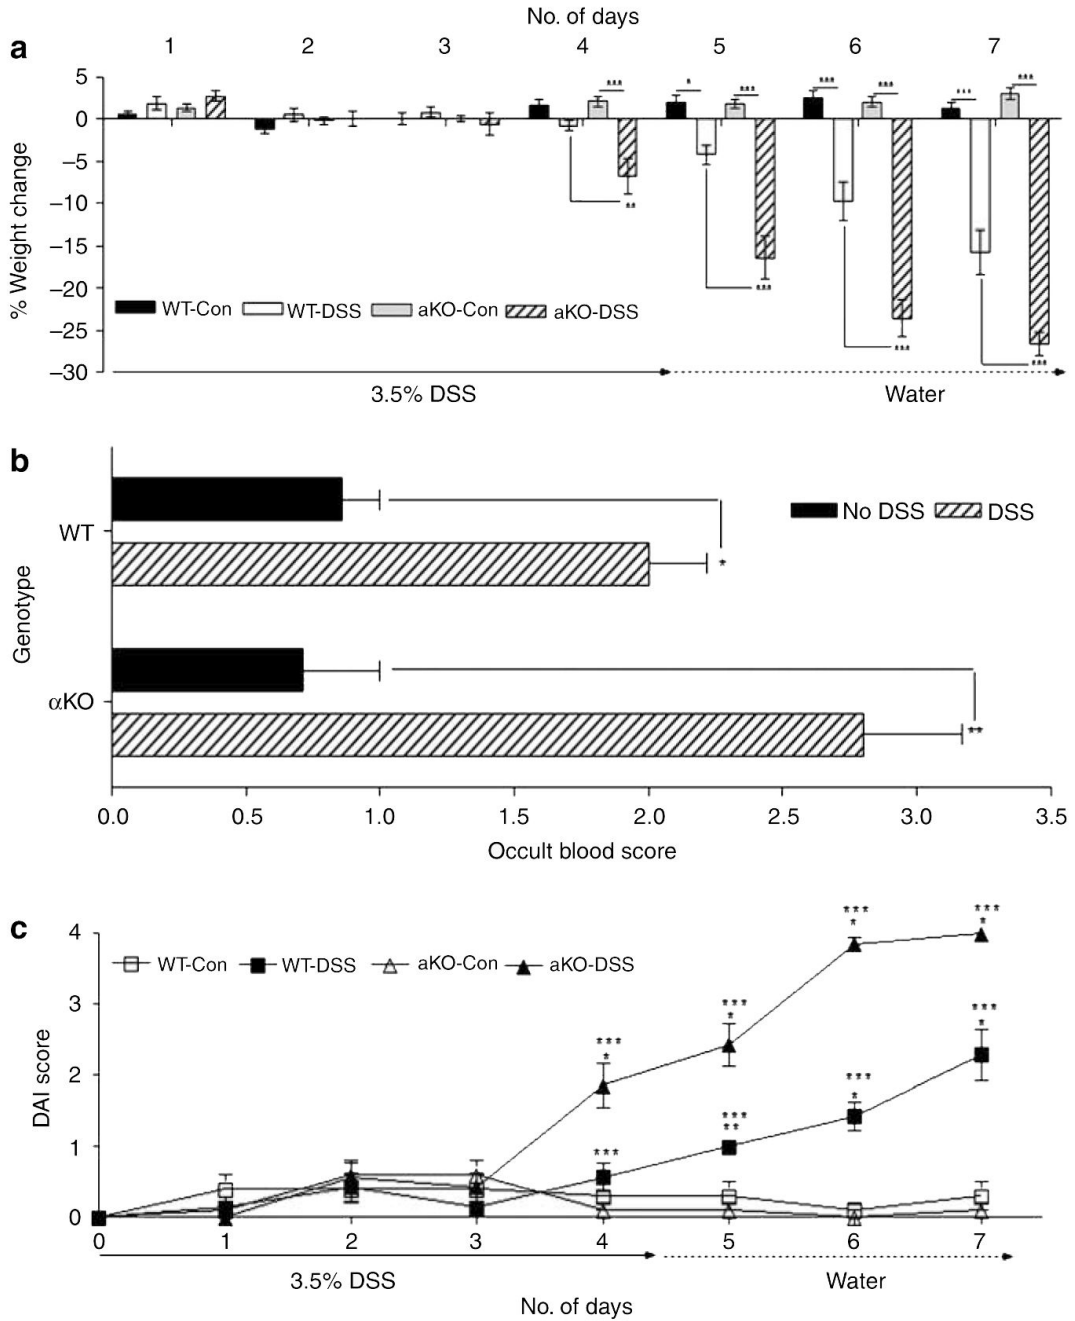 No. of days
a
1 2 3 4 5 6 7
5
0
–5
–10
–15
–20
–25
–30
% Weight change
*** * *** *** *** *** ***
** *** *** ***
WT-Con WT-DSS aKO-Con aKO-DSS
3.5% DSS Water
b
Genotype
WT
αKO
No DSS DSS
*
**
0.0 0.5 1.0 1.5 2.0 2.5 3.0 3.5
Occult blood score
c
DAI score
4
3
2
1
0
WT-Con WT-DSS aKO-Con aKO-DSS
*** *** *** ***
* * * *
*** *** *** ***
** * *
0 1 2 3 4 5 6 7
3.5% DSS Water
No. of days